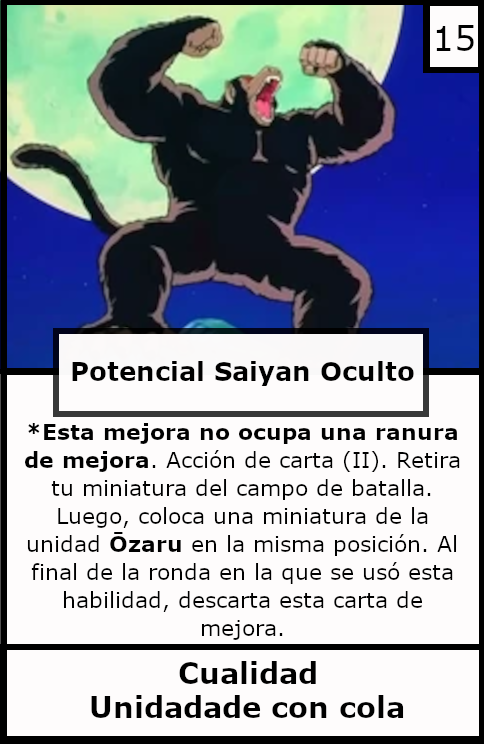 15
Potencial Saiyan Oculto
*Esta mejora no ocupa una ranura
de mejora. Acción de carta (II). Retira
tu miniatura del campo de batalla.
Luego, coloca una miniatura de la
unidad Ōzaru en la misma posición. Al
final de la ronda en la que se usó esta
habilidad, descarta esta carta de
mejora.
Cualidad
Unidadade con cola